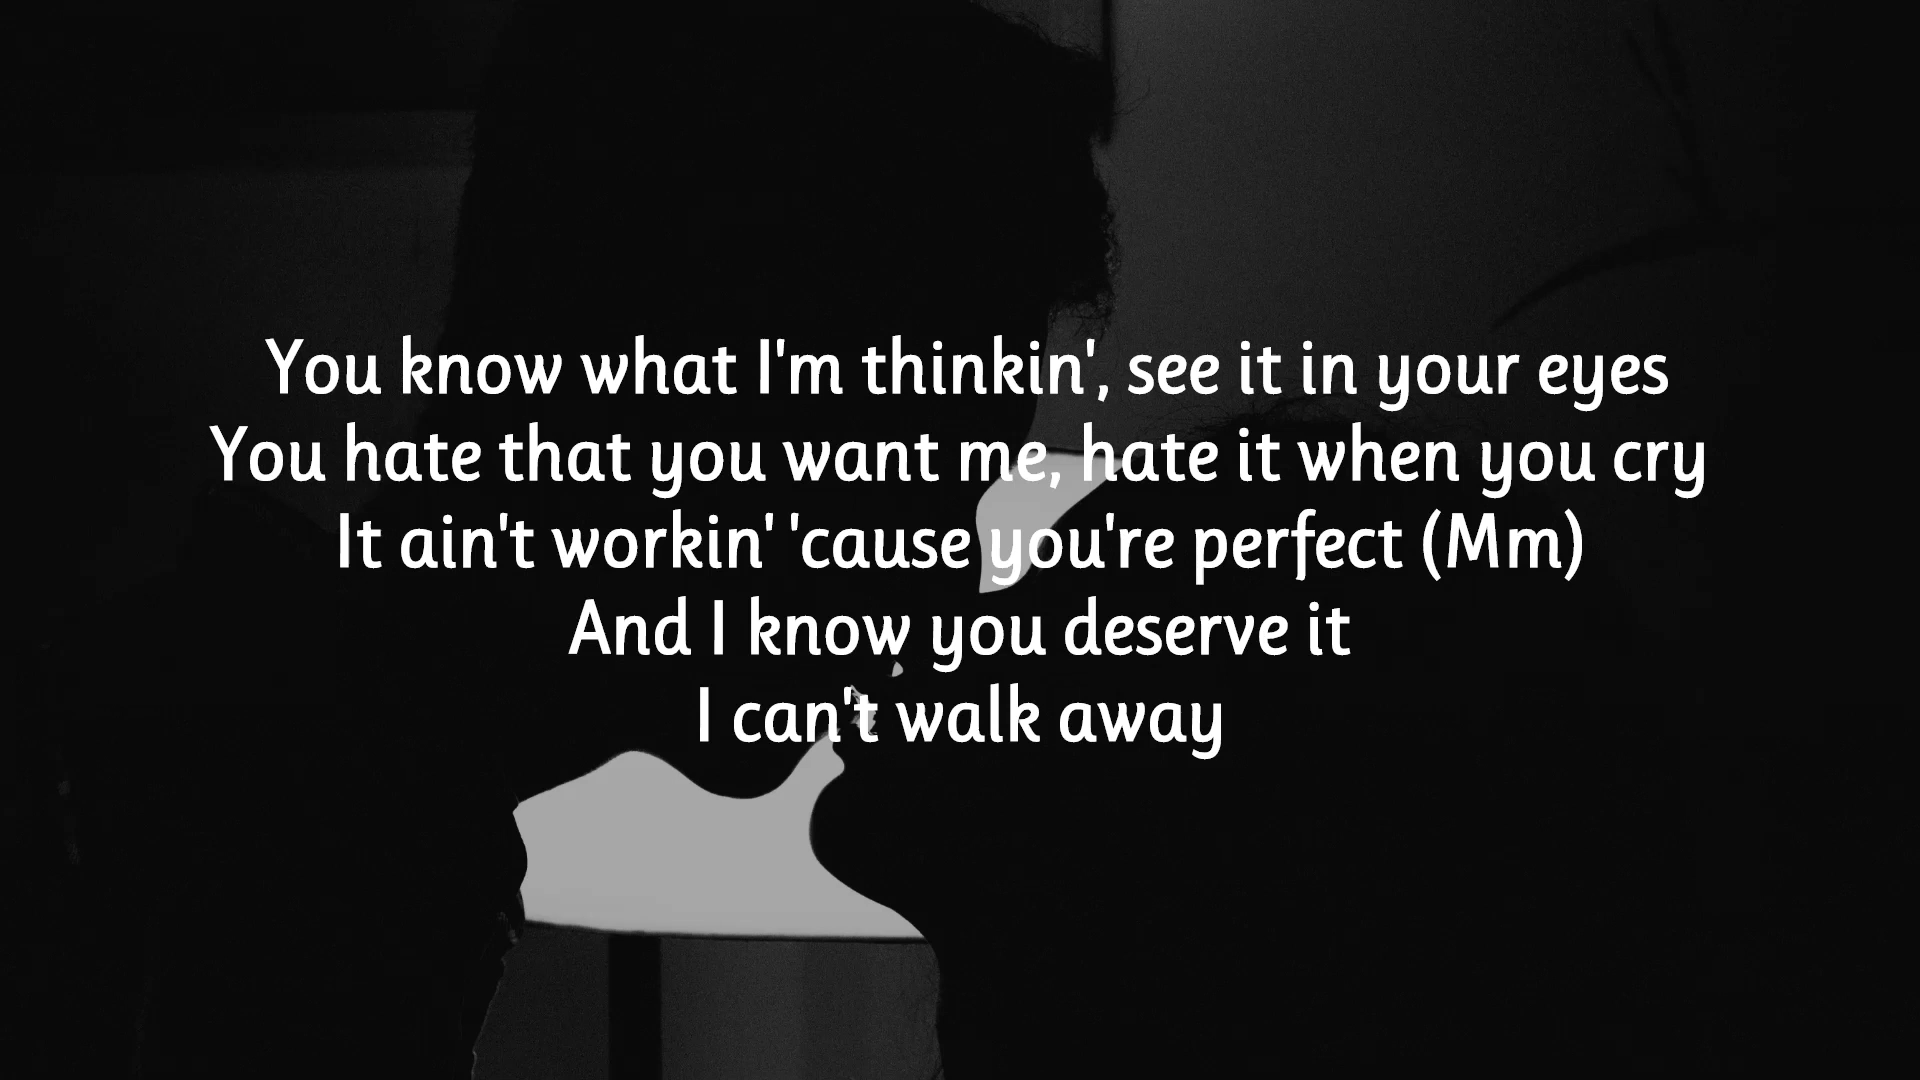 You know what I'm thinkin', see it in your eyes
You hate that you want me, hate it when you cry
It ain't workin' 'cause you're perfect (Mm)
And I know you deserve it
I can't walk away